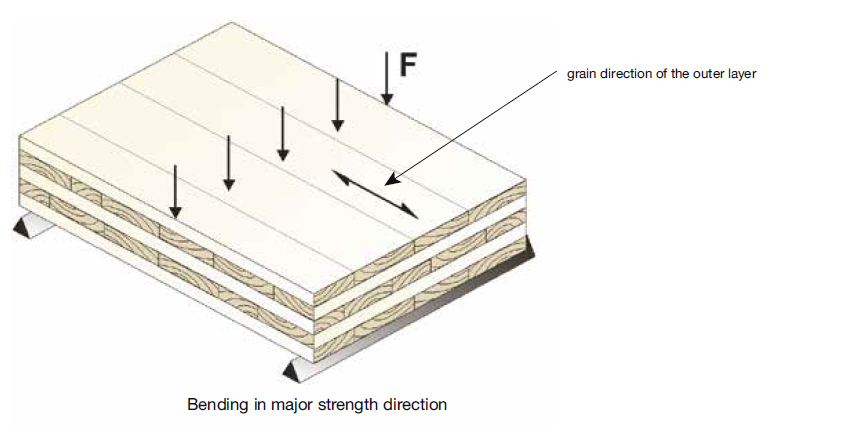 F
grain direction of the outer layer
Bending in major strength direction